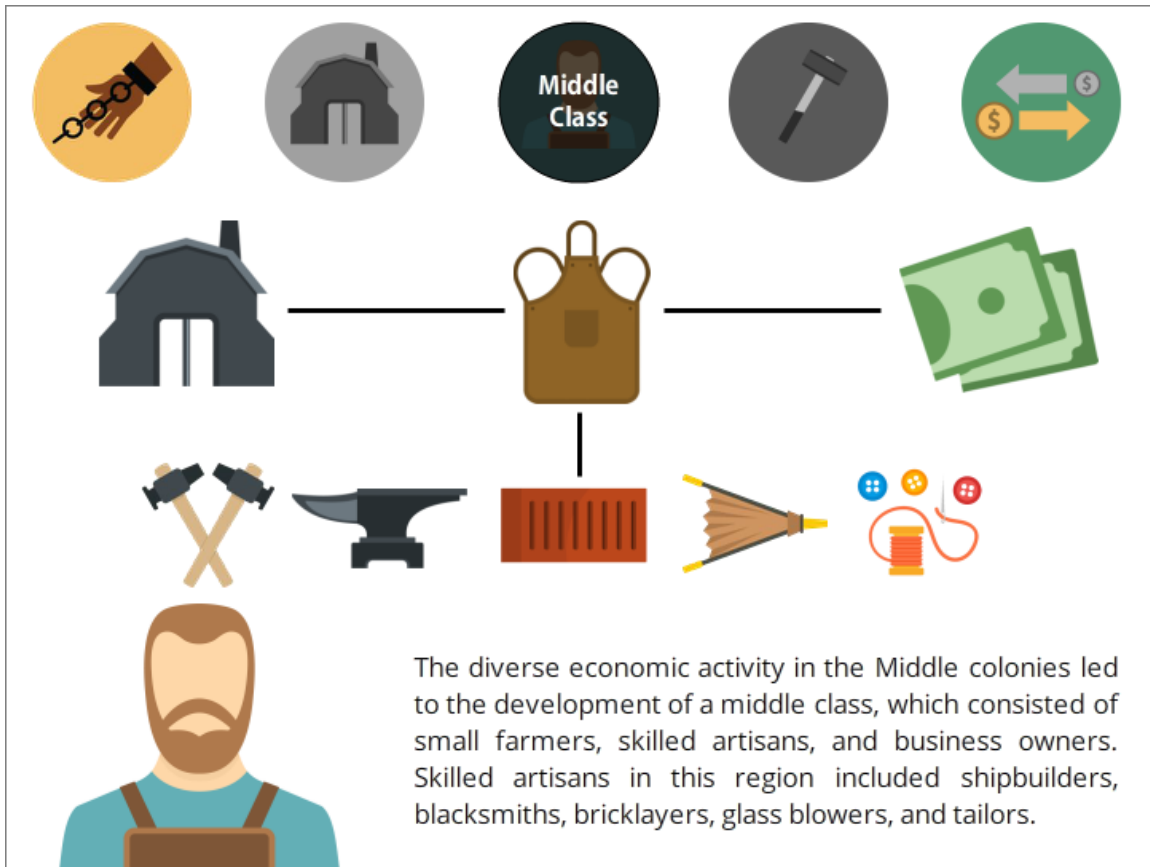 Middle
Class
$
$
The diverse economic activity in the Middle colonies led
to the development of a middle class, which consisted of
small farmers, skilled artisans, and business owners.
Skilled artisans in this region included shipbuilders,
blacksmiths, bricklayers, glass blowers, and tailors.